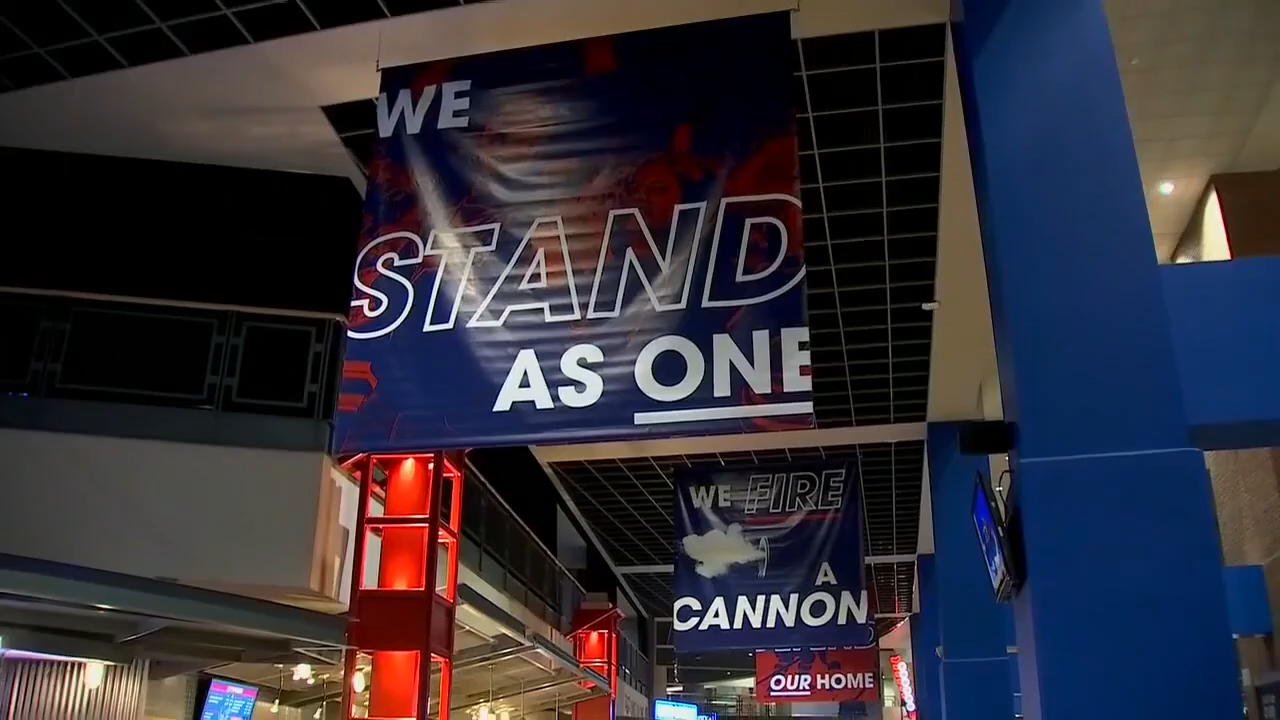 WE
STAND
AS ONE
WE FIRE
A
CANNON
OUR HOME